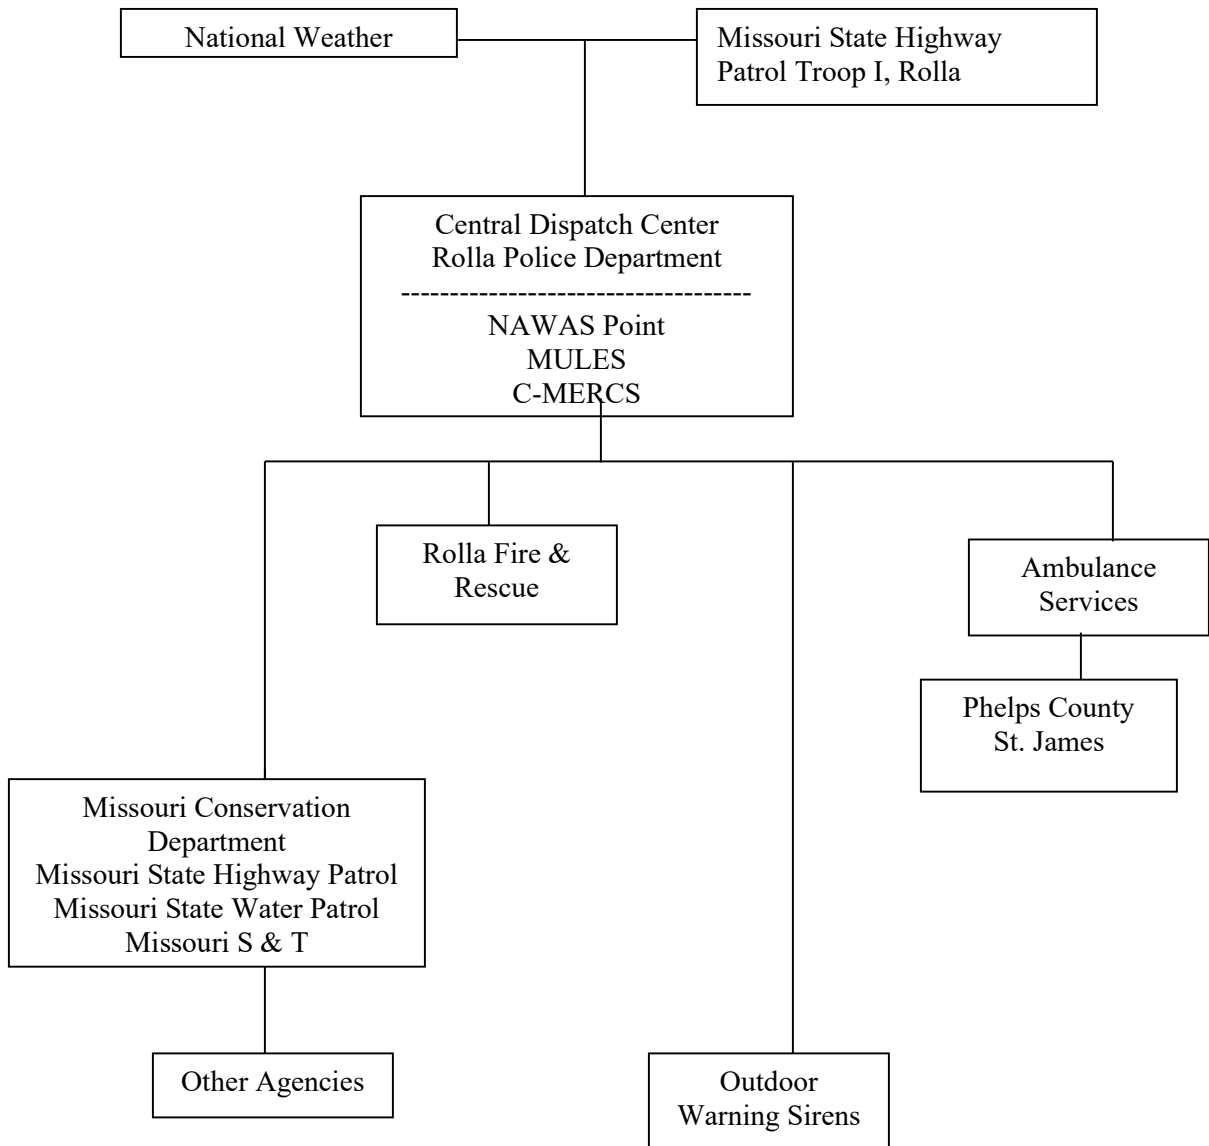 National Weather
Missouri State Highway
Patrol Troop I, Rolla
Central Dispatch Center
Rolla Police Department
------------------------------------
NAWAS Point
MULES
C-MERCS
Rolla Fire &
Rescue
Ambulance
Services
Phelps County
St. James
Missouri Conservation
Department
Missouri State Highway Patrol
Missouri State Water Patrol
Missouri S & T
Other Agencies
Outdoor
Warning Sirens